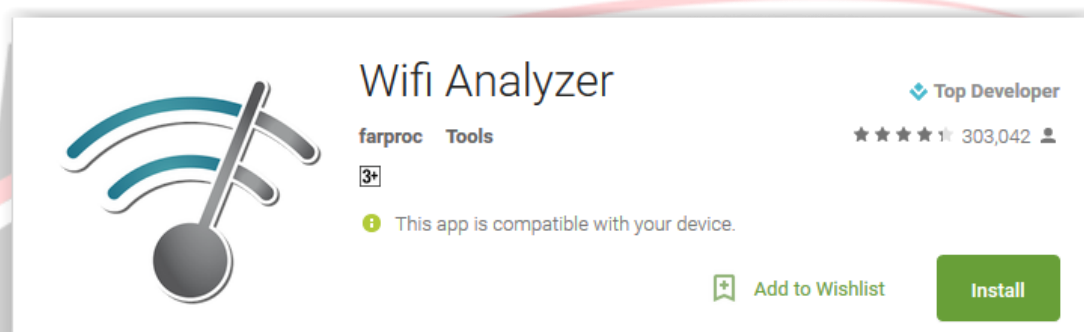 Wifi Analyzer
Top Developer
farproc Tools
303,042
3+
This app is compatible with your device.
Add to Wishlist
Install